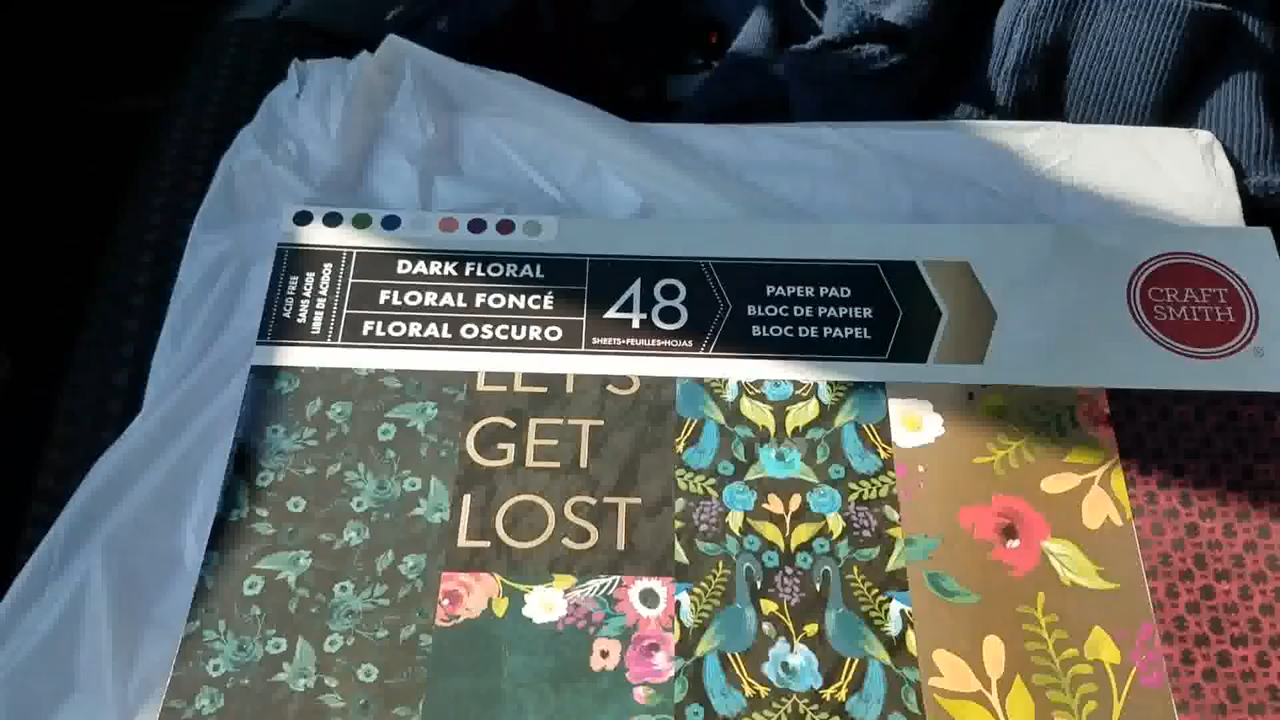 ACID FREE
SANS ACIDE
LIBRE DE ÁCIDOS
DARK FLORAL
FLORAL FONCÉ
FLORAL OSCURO
48
SHEETS•FEUILLES•HOJAS
PAPER PAD
BLOC DE PAPIER
BLOC DE PAPEL
CRAFT
SMITH
®
LET'S
GET
LOST